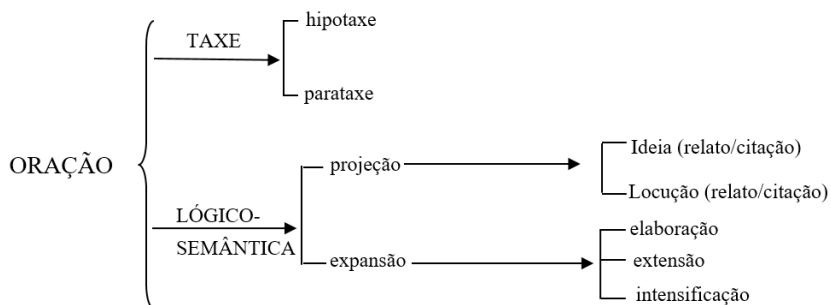 hipotaxe
TAXE
parataxe
ORAÇÃO
Ideia (relato/citação)
projeção
Locução (relato/citação)
LÓGICO-
SEMÂNTICA
elaboração
expansão
extensão
intensificação